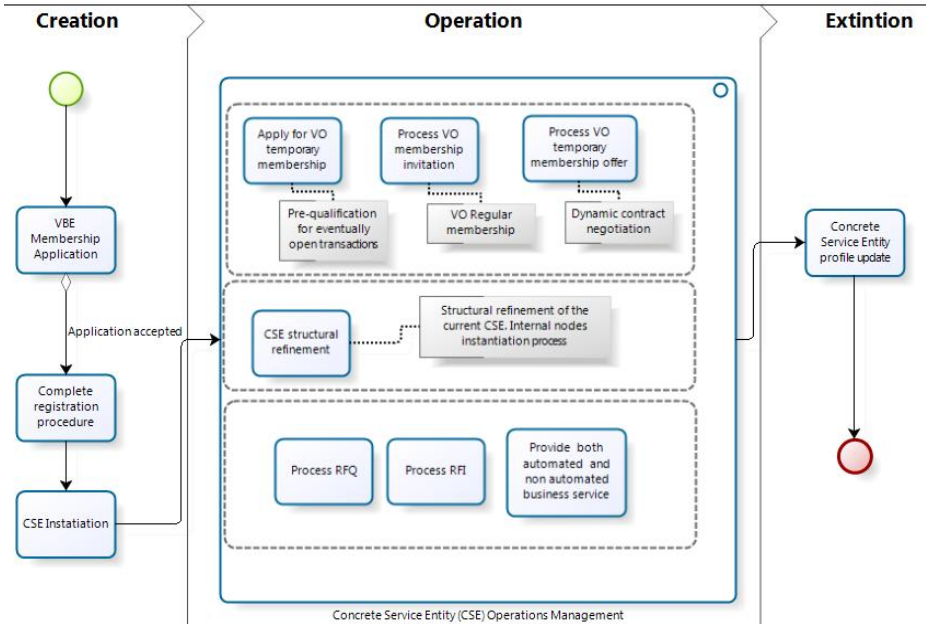 Creation
Operation
Extintion
VBE
Membership
Application
Application accepted
Complete
registration
procedure
CSE Instatiation
Apply for VO
temporary
membership
Process VO
membership
invitation
Process VO
temporary
membership offer
Pre-qualification
for eventually
open transactions
VO Regular
membership
Dynamic contract
negotiation
CSE structural
refinement
Structural refinement of the
current CSE. Internal nodes
instantiation process
Process RFQ
Process RFI
Provide both
automated and
non automated
business service
Concrete Service Entity (CSE) Operations Management
Concrete
Service Entity
profile update